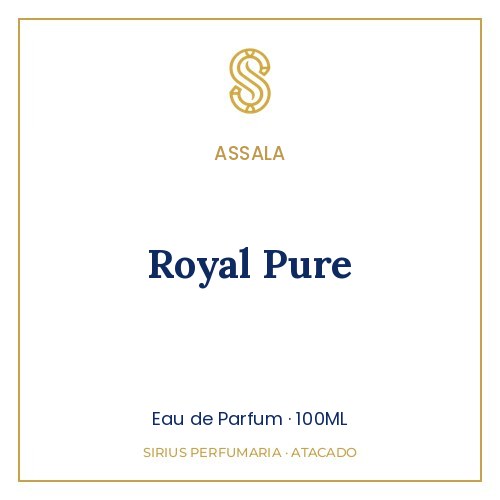 ASSALA
Royal Pure
Eau de Parfum · 100ML
SIRIUS PERFUMARIA · ATACADO